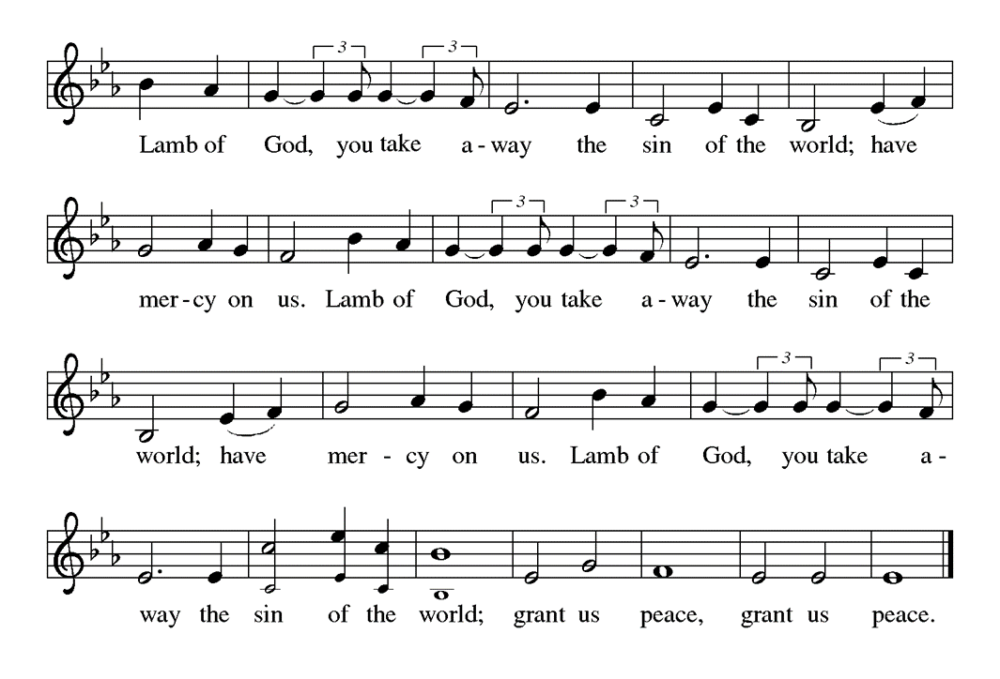 3 3
Lamb of God, you take a - way the sin of the world; have
3 3
mer - cy on us. Lamb of God, you take a - way the sin of the
3 3
world; have mer - cy on us. Lamb of God, you take a -
way the sin of the world; grant us peace, grant us peace.